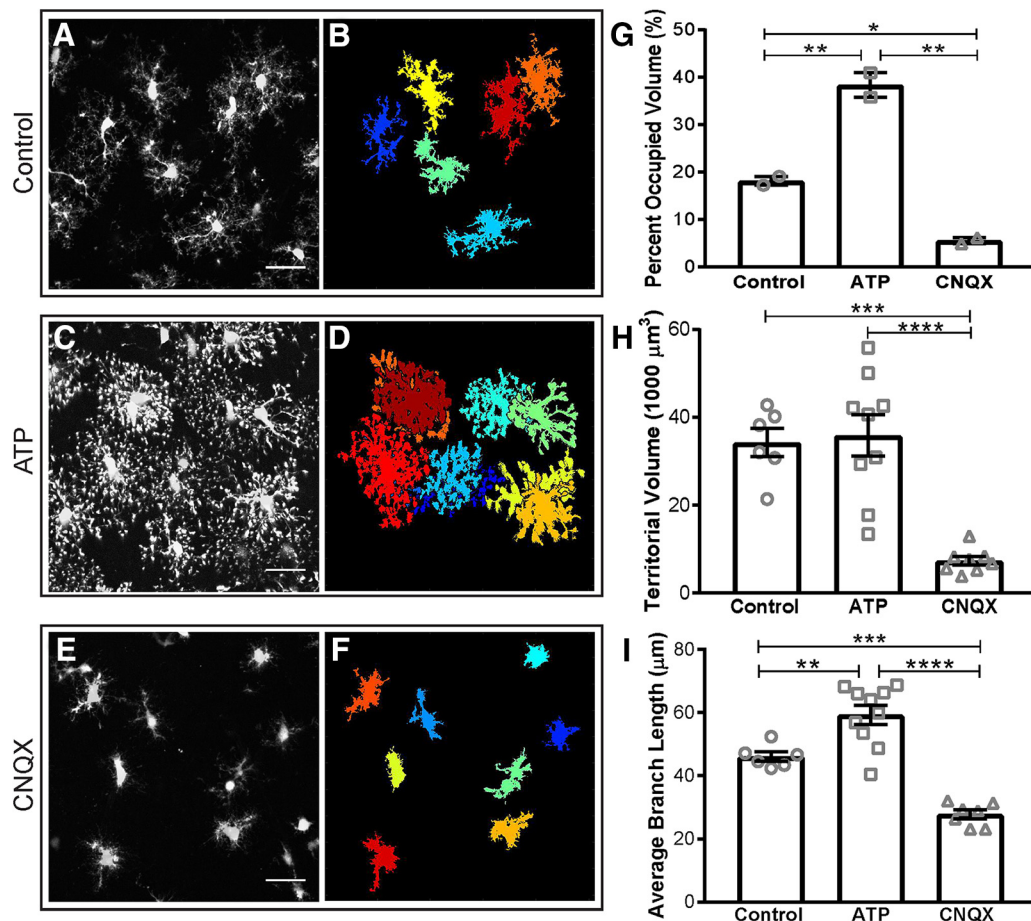 Control
A
B
ATP
C
D
CNQX
E
F
G
Percent Occupied Volume (%)
50
40
30
20
10
0
*
** **
Control ATP CNQX
H
Territorial Volume (1000 μm³)
60
40
20
0
***
****
Control ATP CNQX
I
Average Branch Length (μm)
80
60
40
20
0
***
** ****
Control ATP CNQX